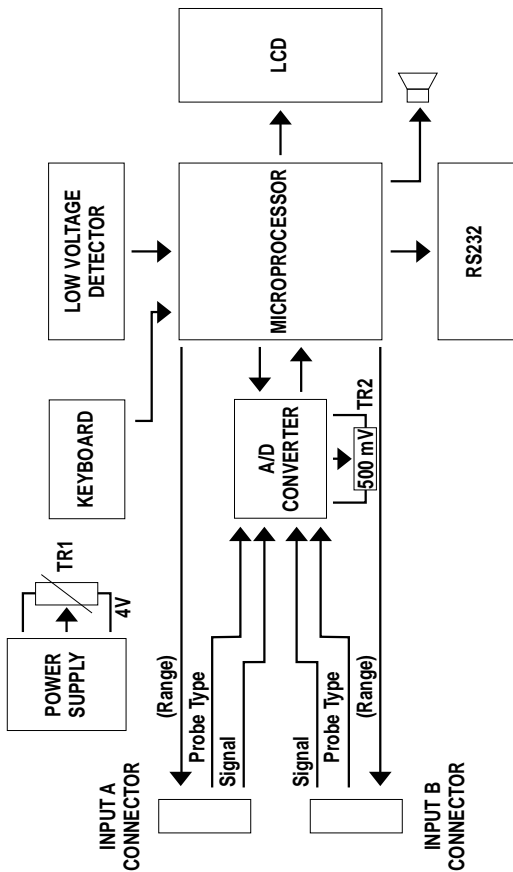 INPUT A
CONNECTOR
INPUT B
CONNECTOR
(Range)
Probe Type
Signal
Signal
Probe Type
(Range)
POWER
SUPPLY
TR1
4V
KEYBOARD
LOW VOLTAGE
DETECTOR
A/D
CONVERTER
500 mV
TR2
MICROPROCESSOR
LCD
RS232